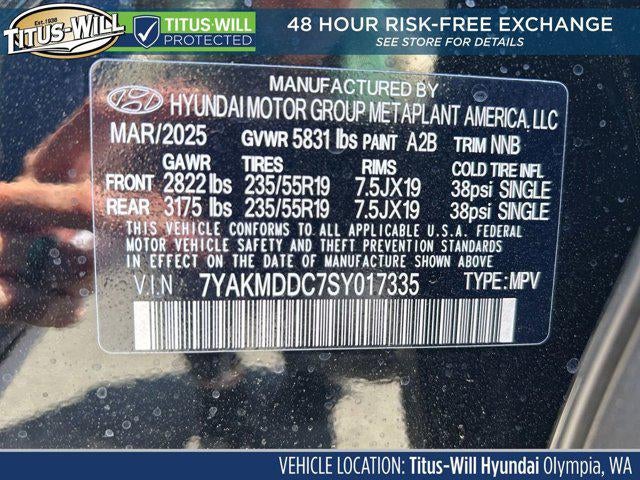 Est. 1938
TITUS-WILL
TITUS-WILL
PROTECTED
48 HOUR RISK-FREE EXCHANGE
SEE STORE FOR DETAILS
MANUFACTURED BY
HYUNDAI MOTOR GROUP METAPLANT AMERICA, LLC
MAR/2025 GVWR 5831 lbs PAINT A2B TRIM NNB
GAWR TIRES RIMS COLD TIRE INFL
FRONT 2822 lbs 235/55R19 7.5JX19 38psi SINGLE
REAR 3175 lbs 235/55R19 7.5JX19 38psi SINGLE
THIS VEHICLE CONFORMS TO ALL APPLICABLE U.S.A. FEDERAL
MOTOR VEHICLE SAFETY AND THEFT PREVENTION STANDARDS
IN EFFECT ON THE DATE OF MANUFACTURE SHOWN ABOVE.
V.I.N 7YAKMDDC7SY017335 TYPE: MPV
VEHICLE LOCATION: Titus-Will Hyundai Olympia, WA